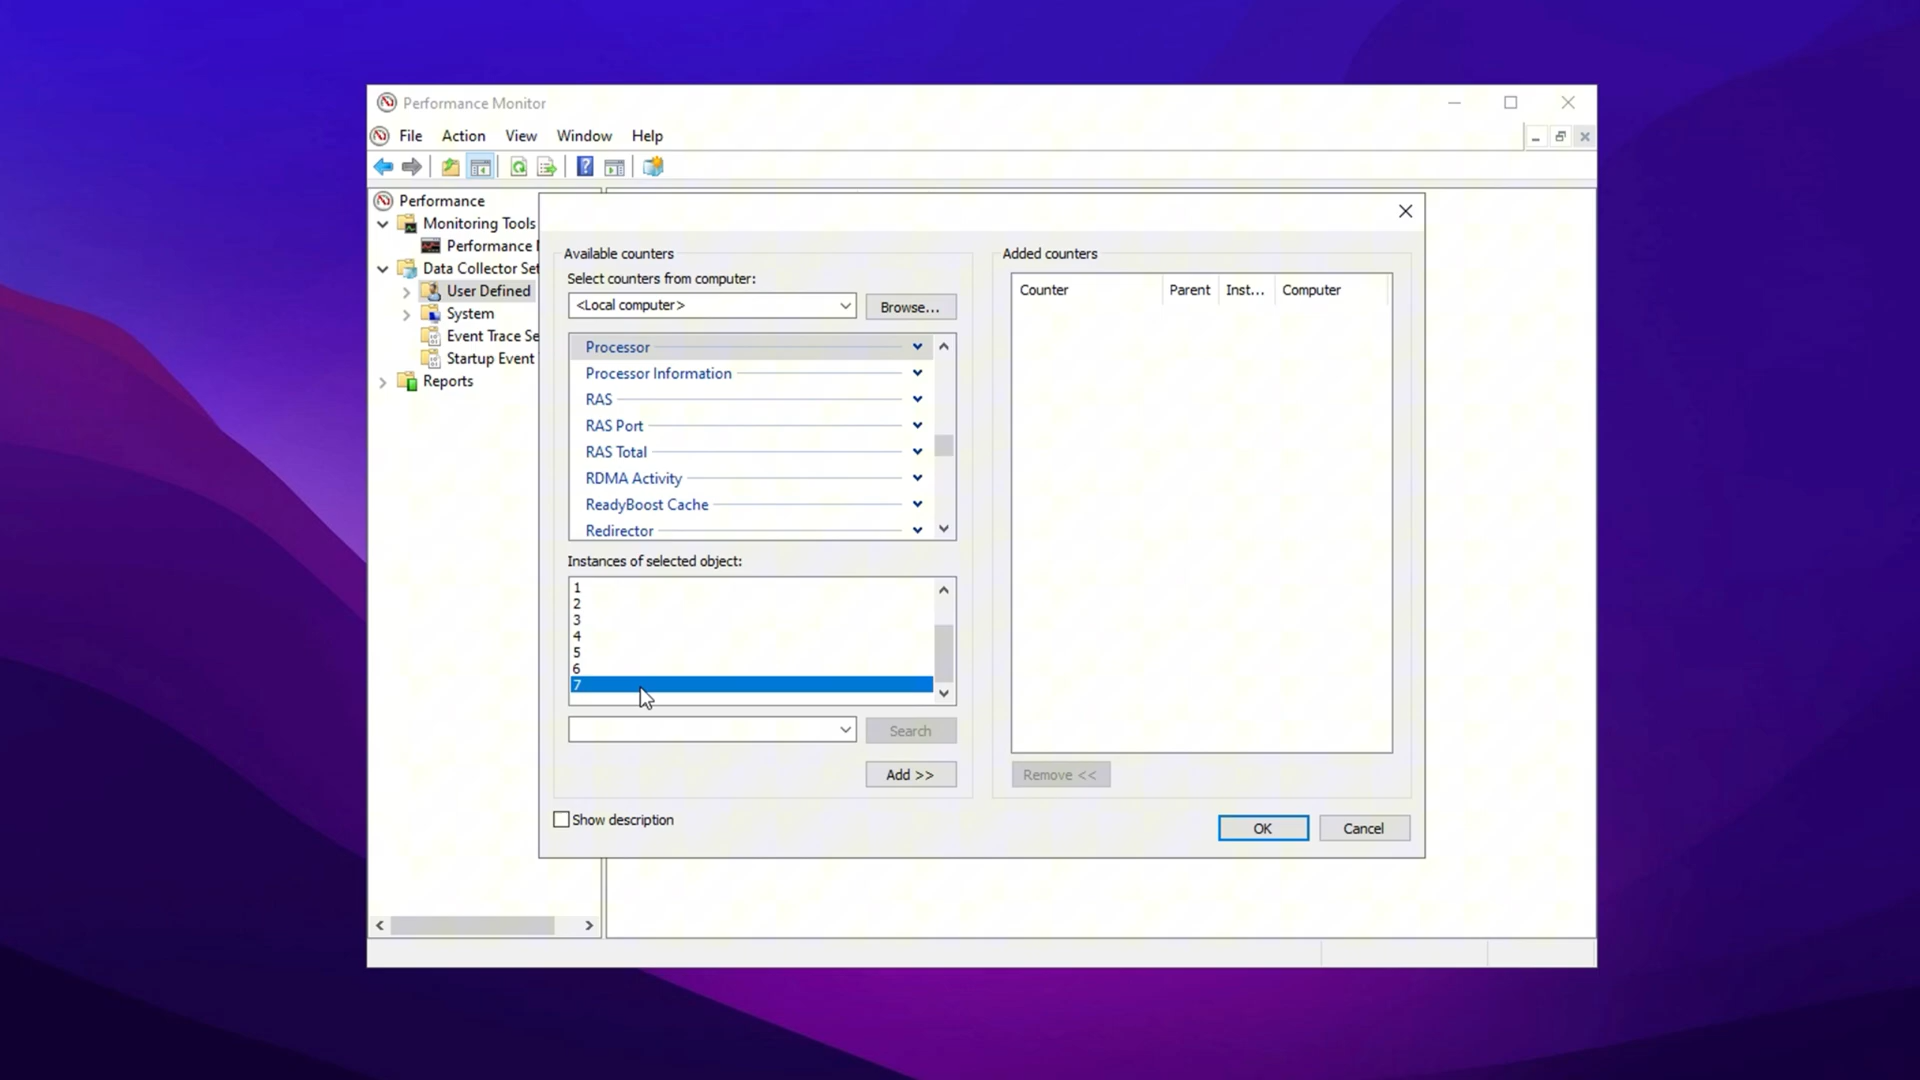 Performance Monitor
File Action View Window Help
Performance
Monitoring Tools
Performance
Data Collector Set
User Defined
System
Event Trace Se
Startup Event
Reports
Available counters
Select counters from computer:
<Local computer>
Browse...
Processor
Processor Information
RAS
RAS Port
RAS Total
RDMA Activity
ReadyBoost Cache
Redirector
Instances of selected object:
1
2
3
4
5
6
7
Search
Add >>
Show description
Added counters
Counter Parent Inst... Computer
Remove <<
OK Cancel